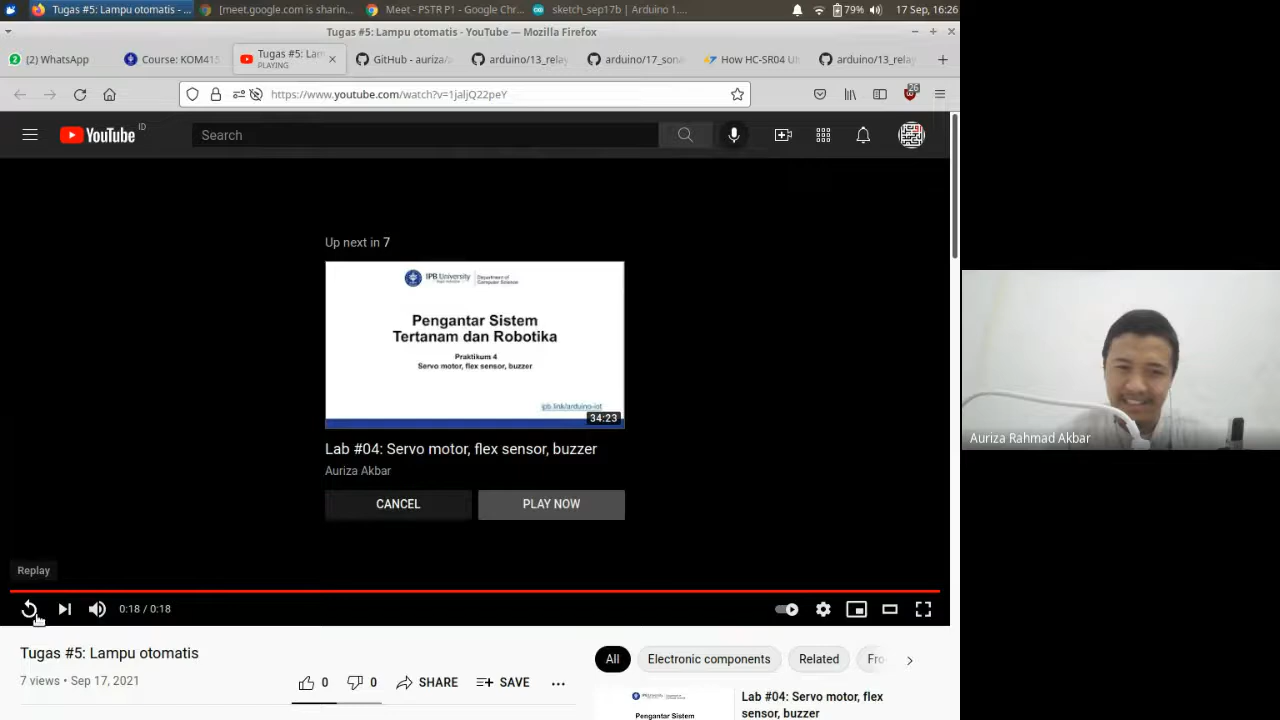 Tugas #5: Lampu otomatis - ...
[meet.google.com is sharin...
Meet - PSTR P1 - Google Chr...
sketch_sep17b | Arduino 1....
79%
17 Sep, 16:26
Tugas #5: Lampu otomatis - YouTube — Mozilla Firefox
(2) WhatsApp
Course: KOM415
Tugas #5: Lam
PLAYING
GitHub - auriza/a
arduino/13_relay
arduino/17_son
How HC-SR04 Ul
arduino/13_relay
https://www.youtube.com/watch?v=1jaljQ22peY
25
YouTube ID
Search
Up next in 7
IPB University
Department of
Computer Science
Pengantar Sistem
Tertanam dan Robotika
Praktikum 4
Servo motor, flex sensor, buzzer
ipb.link/arduino-iot
34:23
Lab #04: Servo motor, flex sensor, buzzer
Auriza Akbar
CANCEL
PLAY NOW
Auriza Rahmad Akbar
Replay
0:18 / 0:18
Tugas #5: Lampu otomatis
7 views • Sep 17, 2021
0
0
SHARE
SAVE
All
Electronic components
Related
Fro
IPB University
Pengantar Sistem
Lab #04: Servo motor, flex
sensor, buzzer